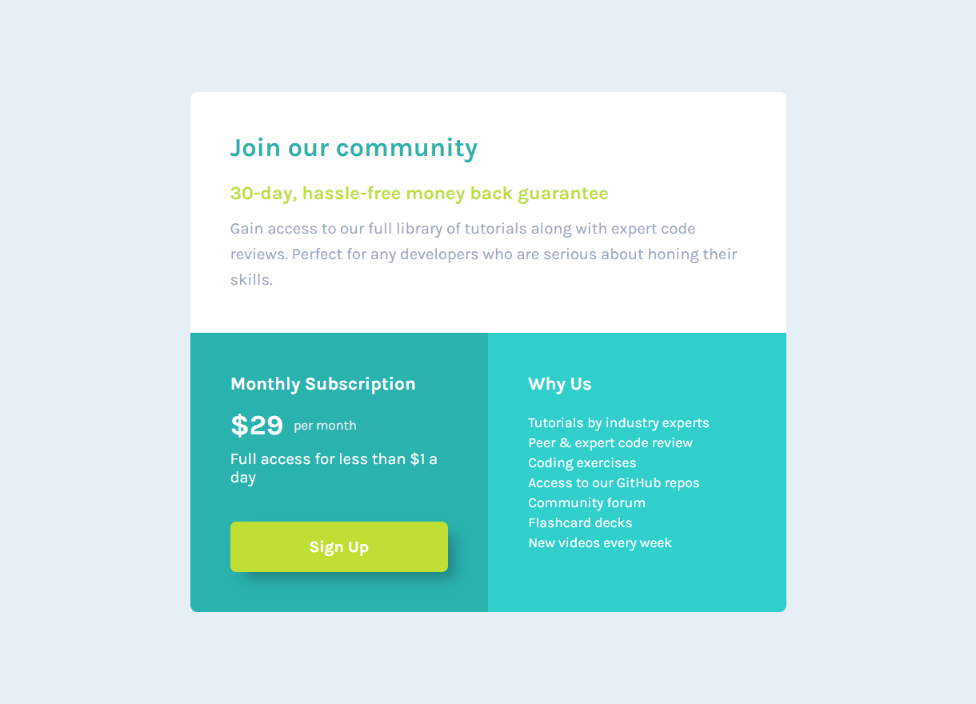 Join our community
30-day, hassle-free money back guarantee
Gain access to our full library of tutorials along with expert code
reviews. Perfect for any developers who are serious about honing their
skills.
Monthly Subscription
$29 per month
Full access for less than $1 a
day
Sign Up
Why Us
Tutorials by industry experts
Peer & expert code review
Coding exercises
Access to our GitHub repos
Community forum
Flashcard decks
New videos every week